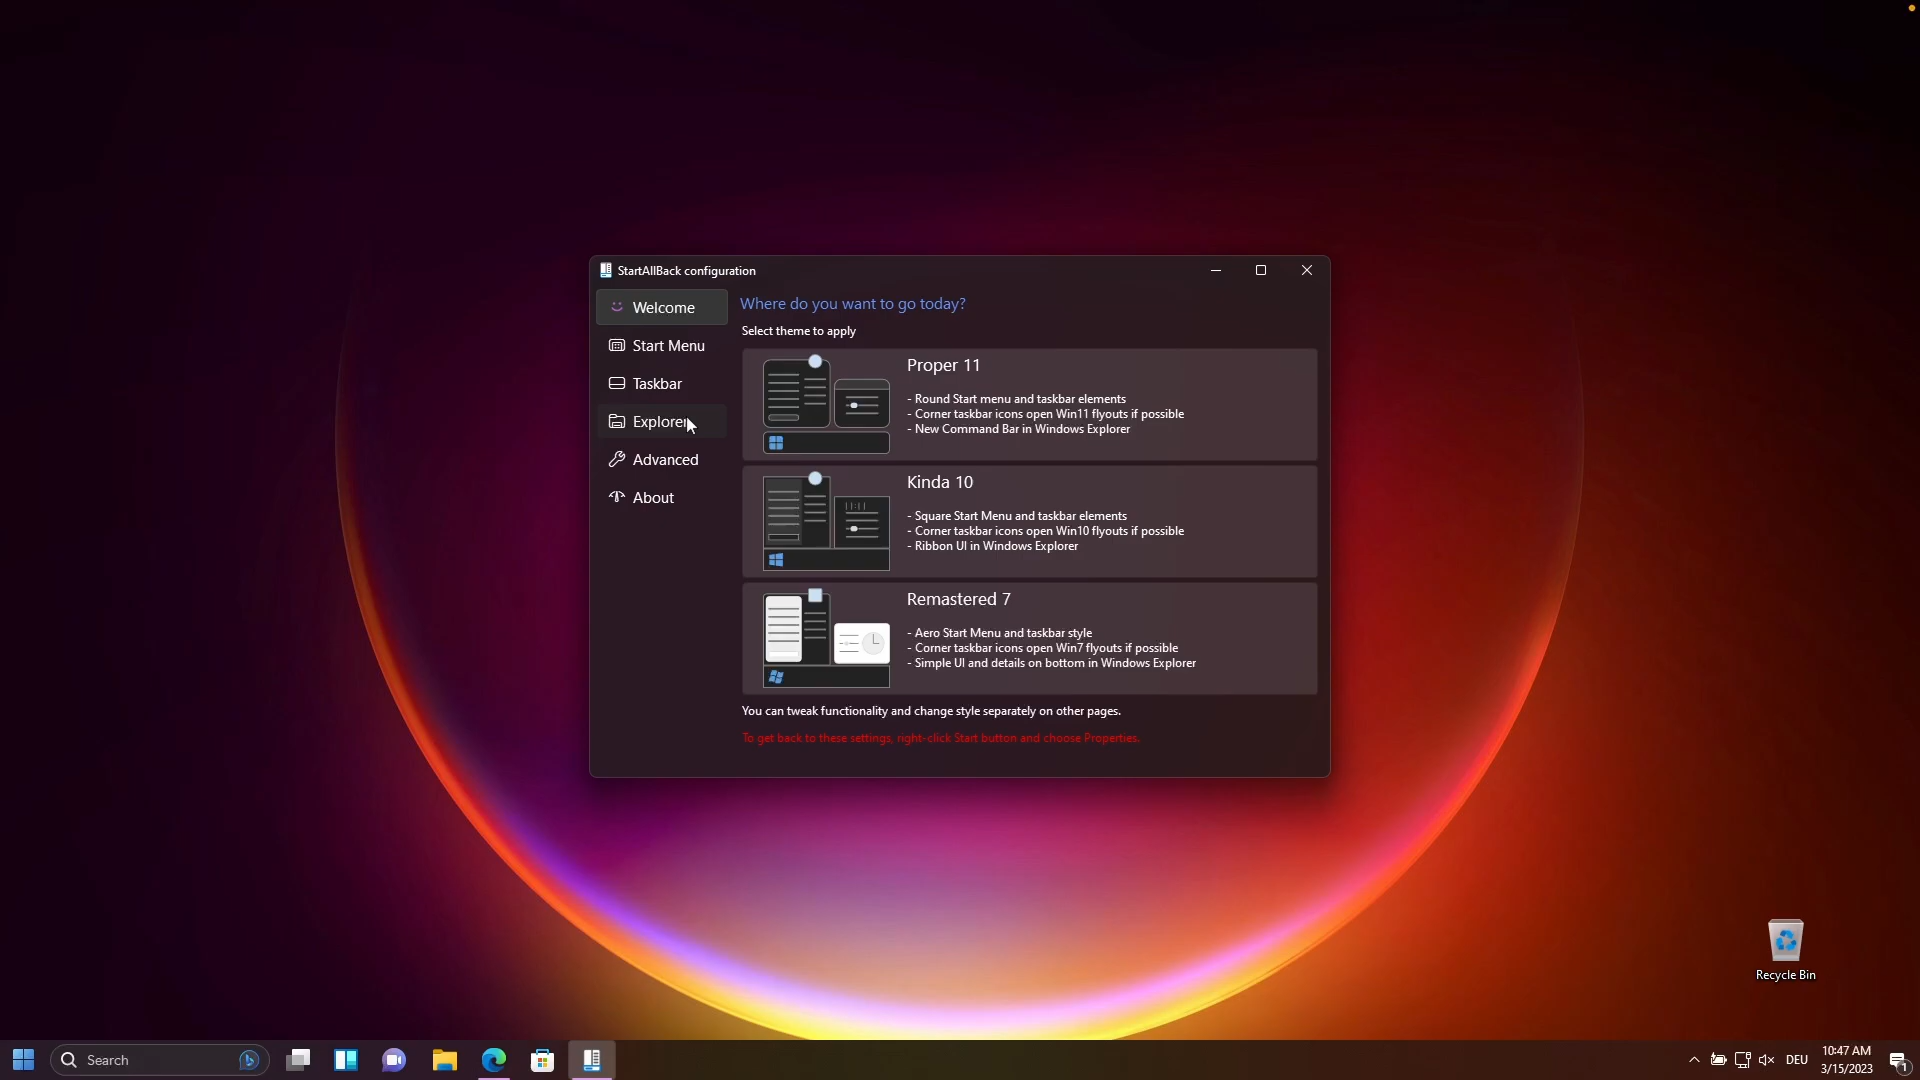 StartAllBack configuration
Welcome
Start Menu
Taskbar
Explorer
Advanced
About
Where do you want to go today?
Select theme to apply
Proper 11
- Round Start menu and taskbar elements
- Corner taskbar icons open Win11 flyouts if possible
- New Command Bar in Windows Explorer
Kinda 10
- Square Start Menu and taskbar elements
- Corner taskbar icons open Win10 flyouts if possible
- Ribbon UI in Windows Explorer
Remastered 7
- Aero Start Menu and taskbar style
- Corner taskbar icons open Win7 flyouts if possible
- Simple UI and details on bottom in Windows Explorer
You can tweak functionality and change style separately on other pages.
To get back to these settings, right-click Start button and choose Properties.
Recycle Bin
Search
DEU
10:47 AM
3/15/2023
1